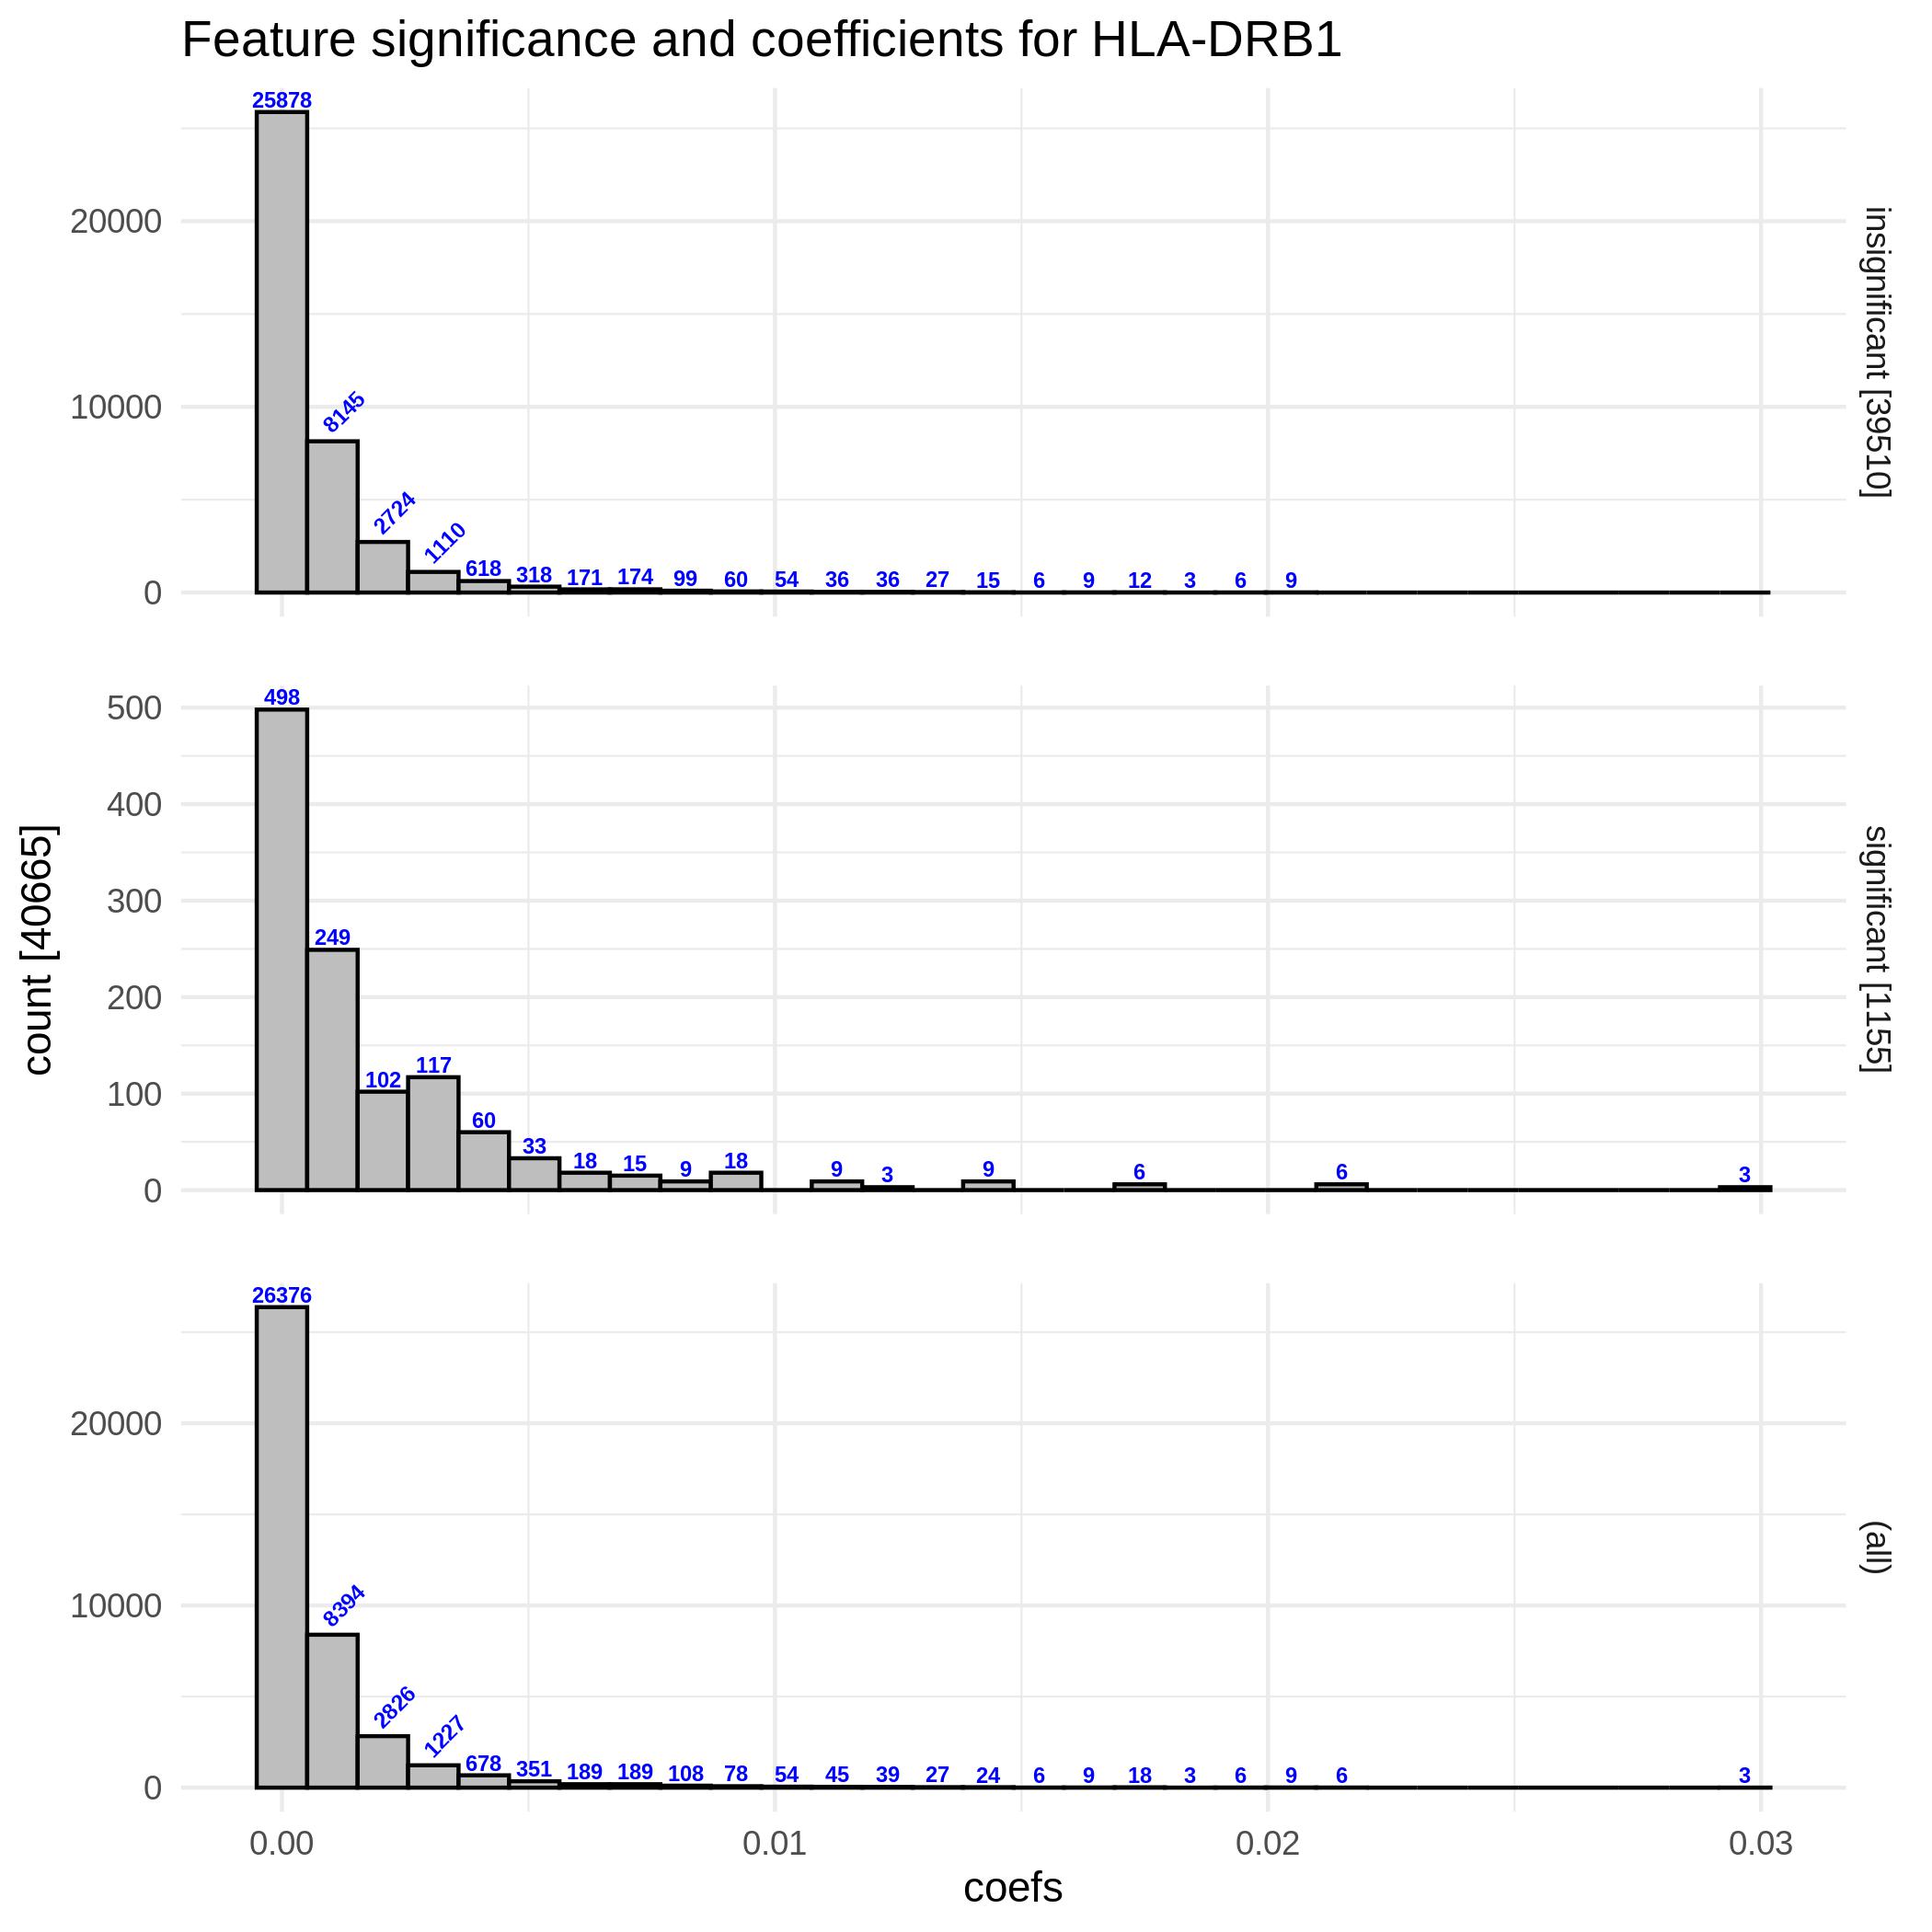 Feature significance and coefficients for HLA-DRB1
25878
8145
2724
1110
618 318 171 174 99 60 54 36 36 27 15 6 9 12 3 6 9
20000
10000
0
insignificant [39510]
498
249
102 117
60
33
18 15 9 18 9 3 9 6 6 3
500
400
300
200
100
0
count [40665]
significant [1155]
26376
8394
2826
1227
678 351 189 189 108 78 54 45 39 27 24 6 9 18 3 6 9 6 3
20000
10000
0
(all)
0.00 0.01 0.02 0.03
coefs